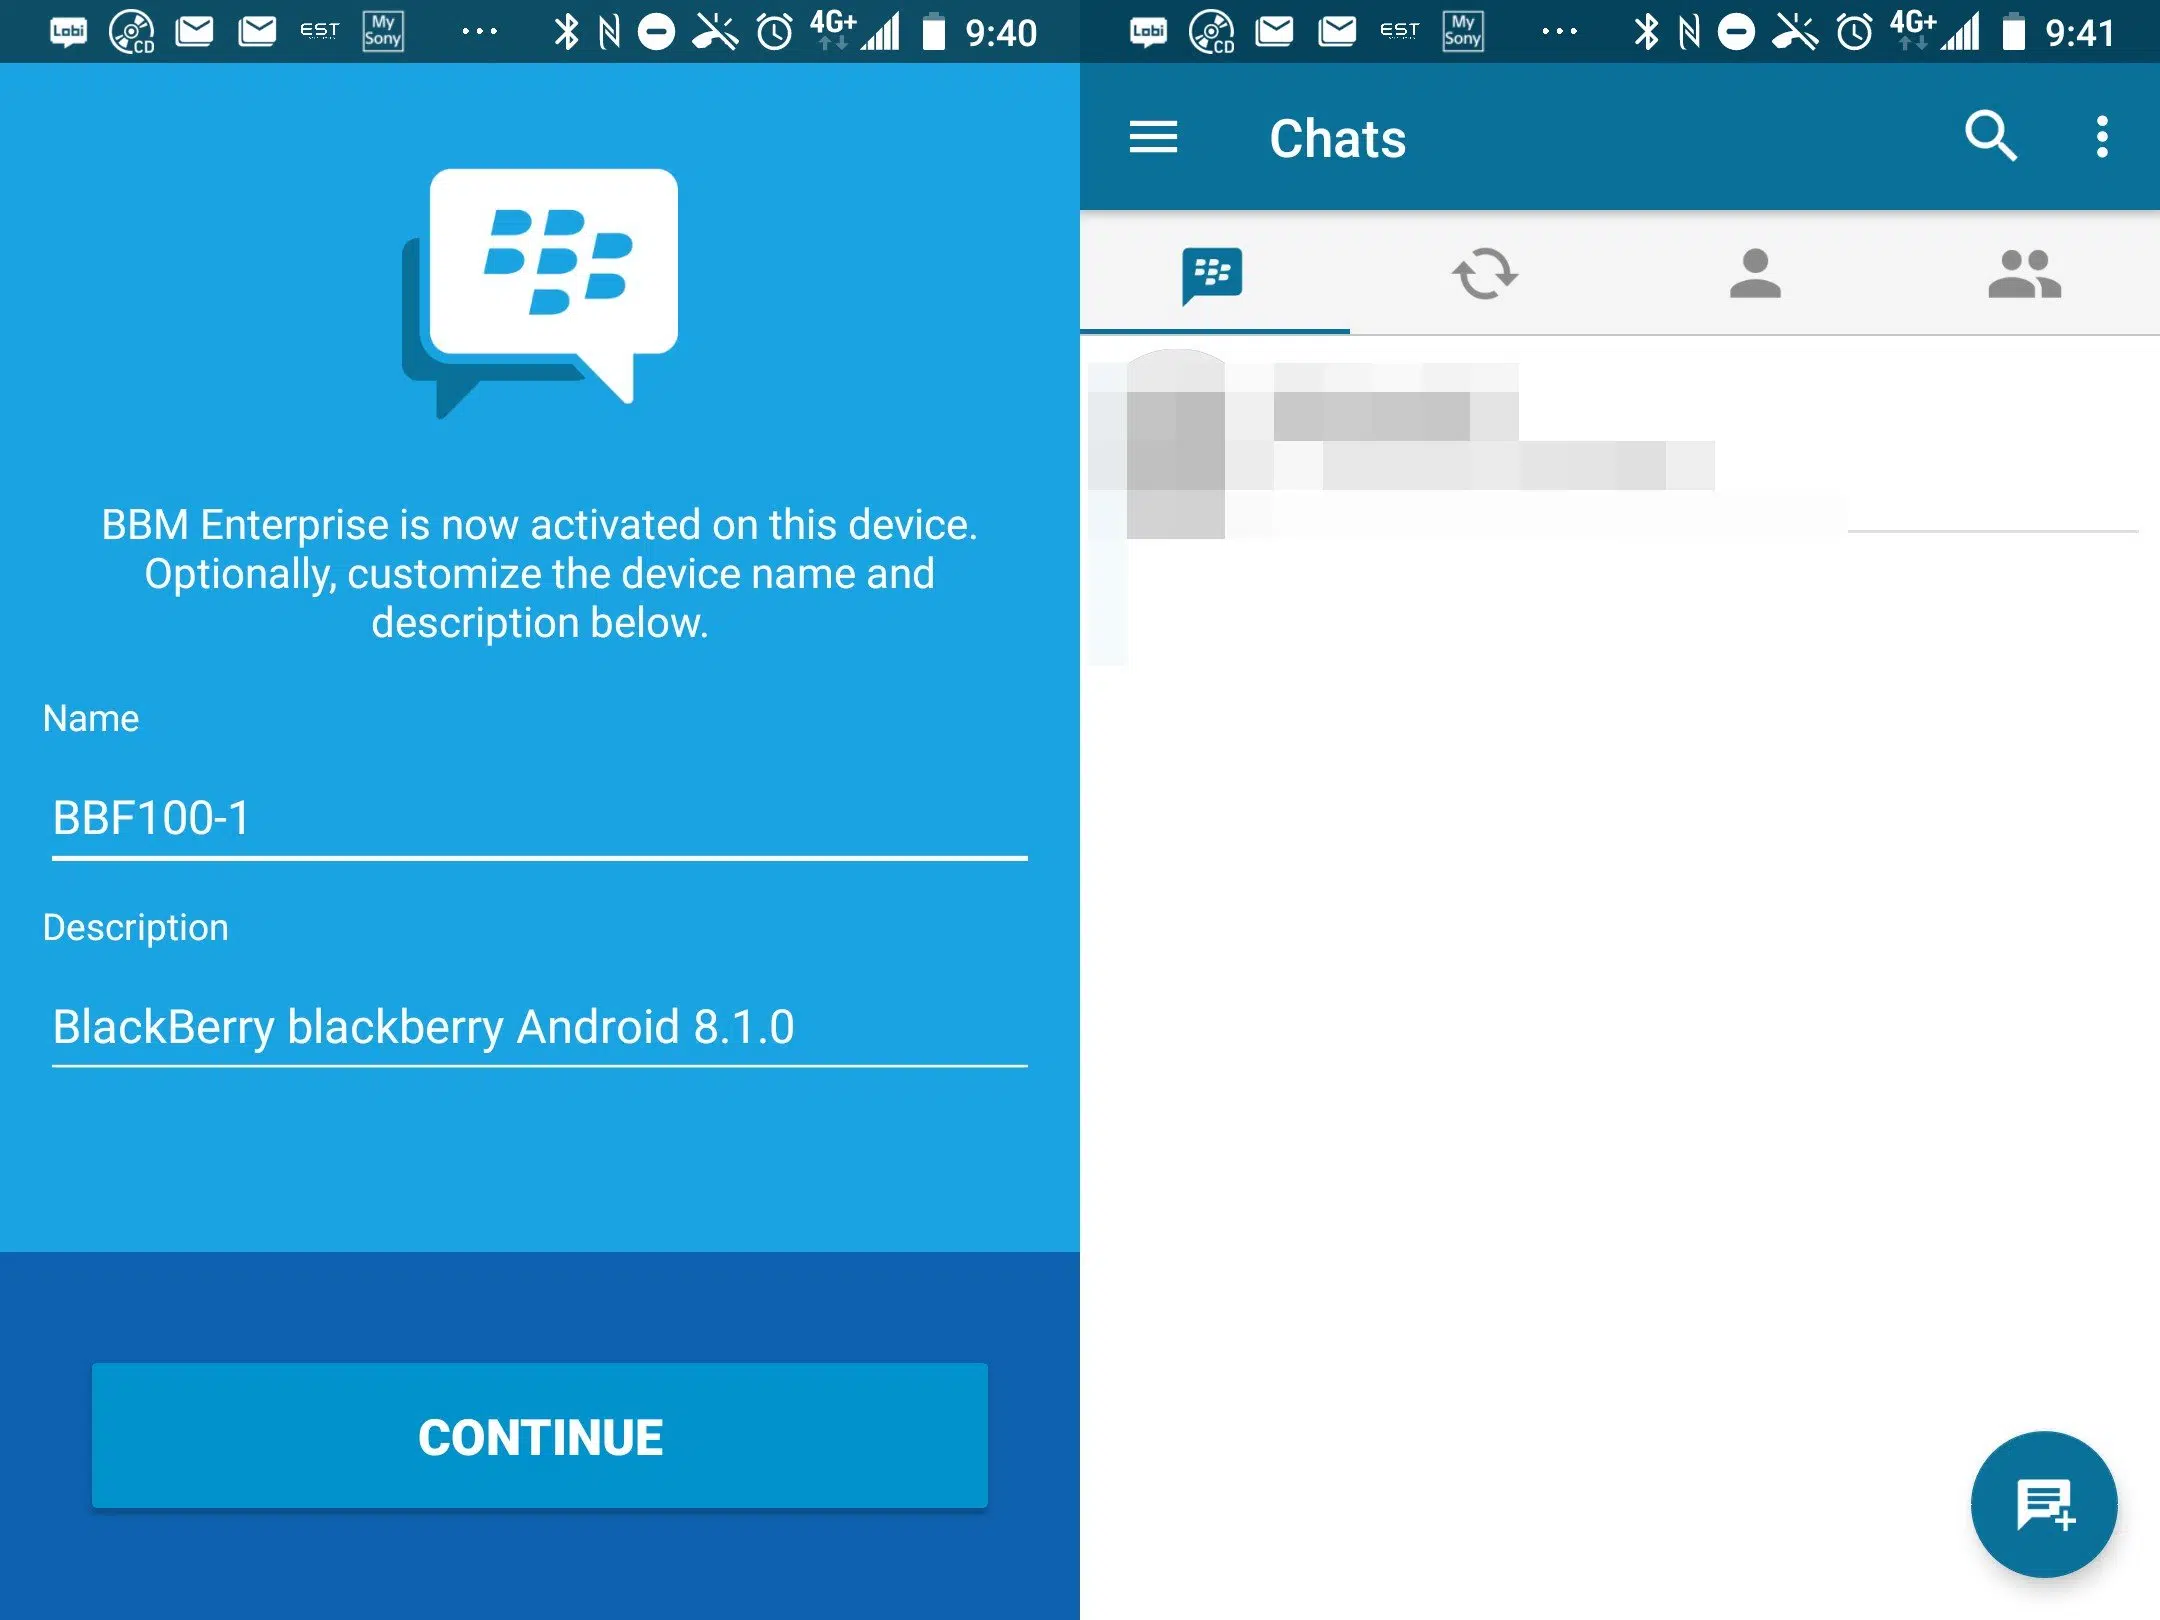 Lobi CD EST My Sony 4G+ 9:40
BBM Enterprise is now activated on this device.
Optionally, customize the device name and
description below.
Name
BBF100-1
Description
BlackBerry blackberry Android 8.1.0
CONTINUE
Lobi CD EST My Sony 4G+ 9:41
Chats